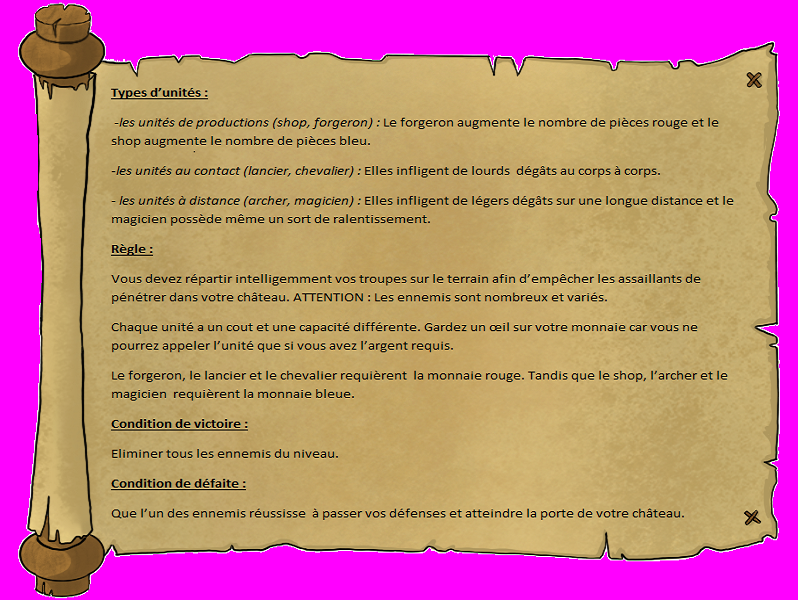 Types d'unités :
-les unités de productions (shop, forgeron) : Le forgeron augmente le nombre de pièces rouge et le
shop augmente le nombre de pièces bleu.
-les unités au contact (lancier, chevalier) : Elles infligent de lourds dégâts au corps à corps.
- les unités à distance (archer, magicien) : Elles infligent de légers dégâts sur une longue distance et le
magicien possède même un sort de ralentissement.
Règle :
Vous devez répartir intelligemment vos troupes sur le terrain afin d'empêcher les assaillants de
pénétrer dans votre château. ATTENTION : Les ennemis sont nombreux et variés.
Chaque unité a un cout et une capacité différente. Gardez un œil sur votre monnaie car vous ne
pourrez appeler l'unité que si vous avez l'argent requis.
Le forgeron, le lancier et le chevalier requièrent la monnaie rouge. Tandis que le shop, l'archer et le
magicien requièrent la monnaie bleue.
Condition de victoire :
Eliminer tous les ennemis du niveau.
Condition de défaite :
Que l'un des ennemis réussisse à passer vos défenses et atteindre la porte de votre château.